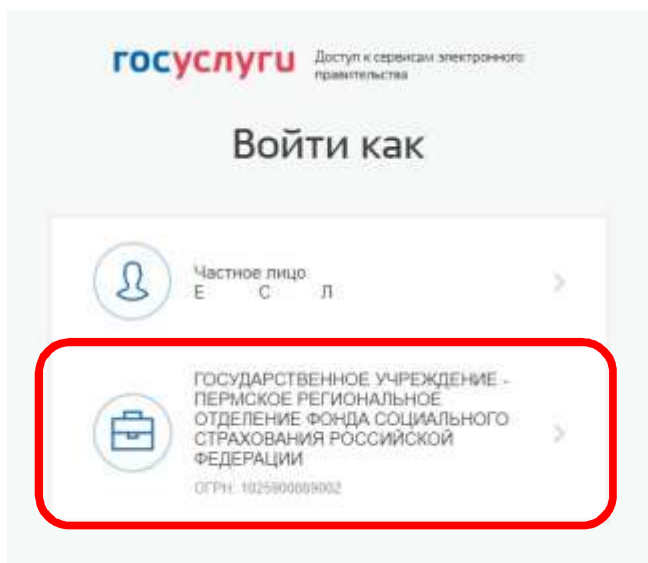 госуслуги
Доступ к сервисам электронного
правительства
Войти как
Частное лицо
Е С Л
ГОСУДАРСТВЕННОЕ УЧРЕЖДЕНИЕ -
ПЕРМСКОЕ РЕГИОНАЛЬНОЕ
ОТДЕЛЕНИЕ ФОНДА СОЦИАЛЬНОГО
СТРАХОВАНИЯ РОССИЙСКОЙ
ФЕДЕРАЦИИ
ОГРН: